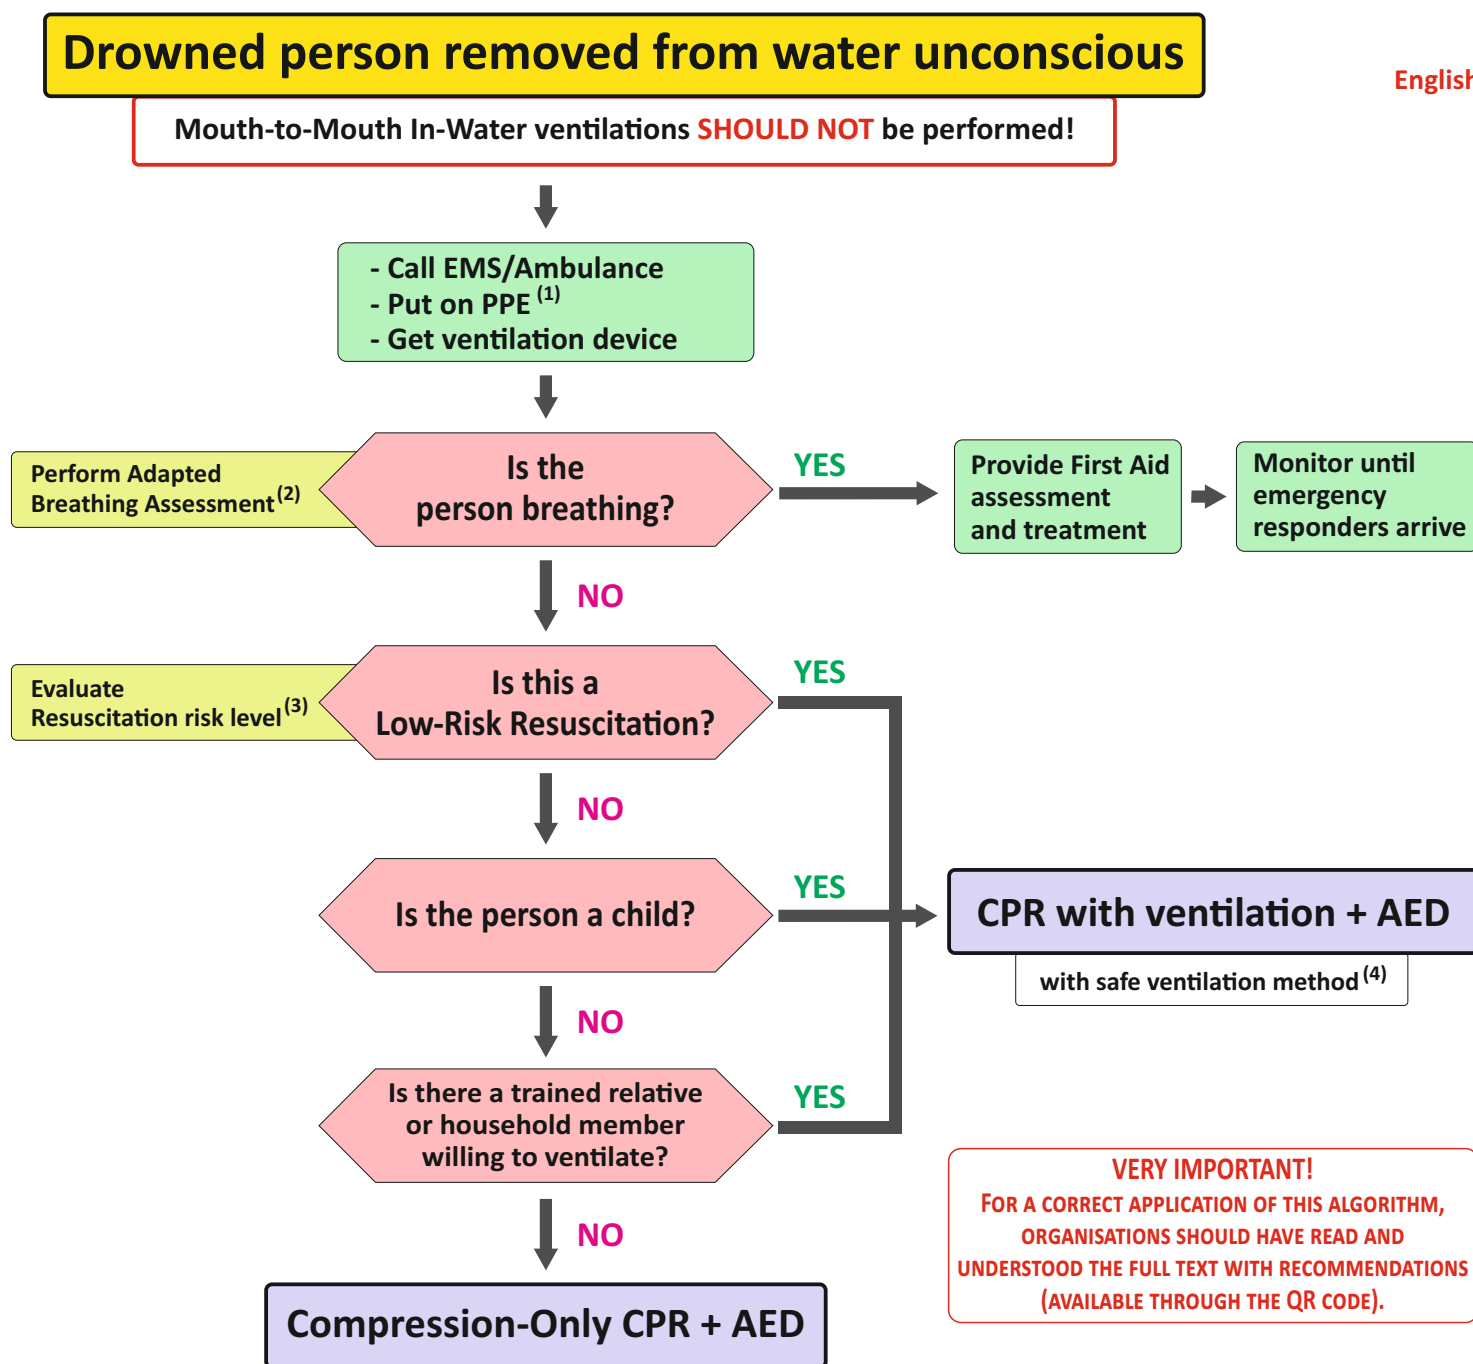 Drowned person removed from water unconscious
English
Mouth-to-Mouth In-Water ventilations SHOULD NOT be performed!
- Call EMS/Ambulance
- Put on PPE (1)
- Get ventilation device
Perform Adapted
Breathing Assessment (2)
Is the
person breathing?
YES
Provide First Aid
assessment
and treatment
Monitor until
emergency
responders arrive
NO
Evaluate
Resuscitation risk level (3)
Is this a
Low-Risk Resuscitation?
YES
NO
Is the person a child?
YES
CPR with ventilation + AED
with safe ventilation method (4)
NO
Is there a trained relative
or household member
willing to ventilate?
YES
NO
Compression-Only CPR + AED
VERY IMPORTANT!
FOR A CORRECT APPLICATION OF THIS ALGORITHM,
ORGANISATIONS SHOULD HAVE READ AND
UNDERSTOOD THE FULL TEXT WITH RECOMMENDATIONS
(AVAILABLE THROUGH THE QR CODE).